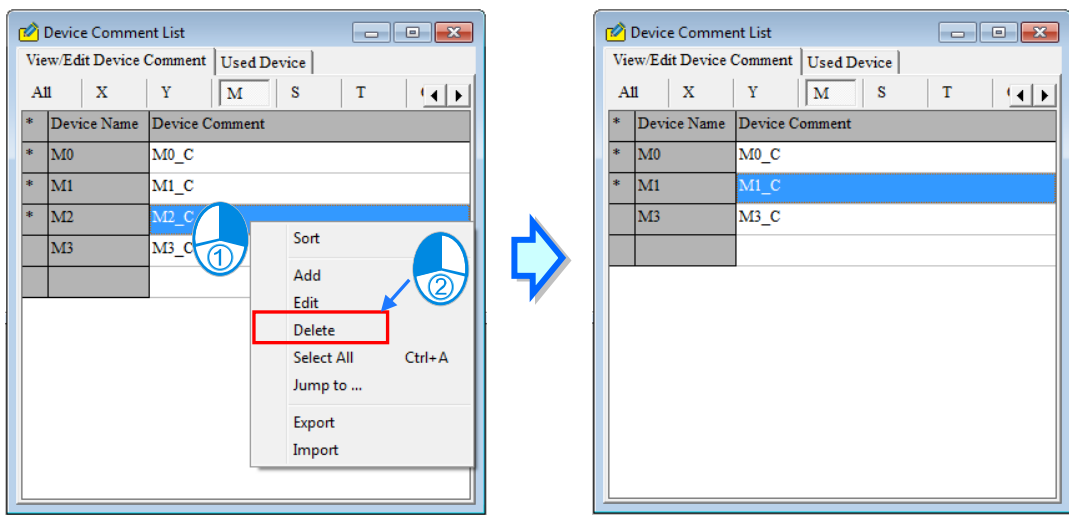 Device Comment List
View/Edit Device Comment Used Device
All X Y M S T
* Device Name Device Comment
* M0 M0_C
* M1 M1_C
* M2 M2_C
M3 M3_C
①
Sort
Add
Edit
Delete
Select All Ctrl+A
Jump to ...
Export
Import
②
Device Comment List
View/Edit Device Comment Used Device
All X Y M S T
* Device Name Device Comment
* M0 M0_C
* M1 M1_C
M3 M3_C